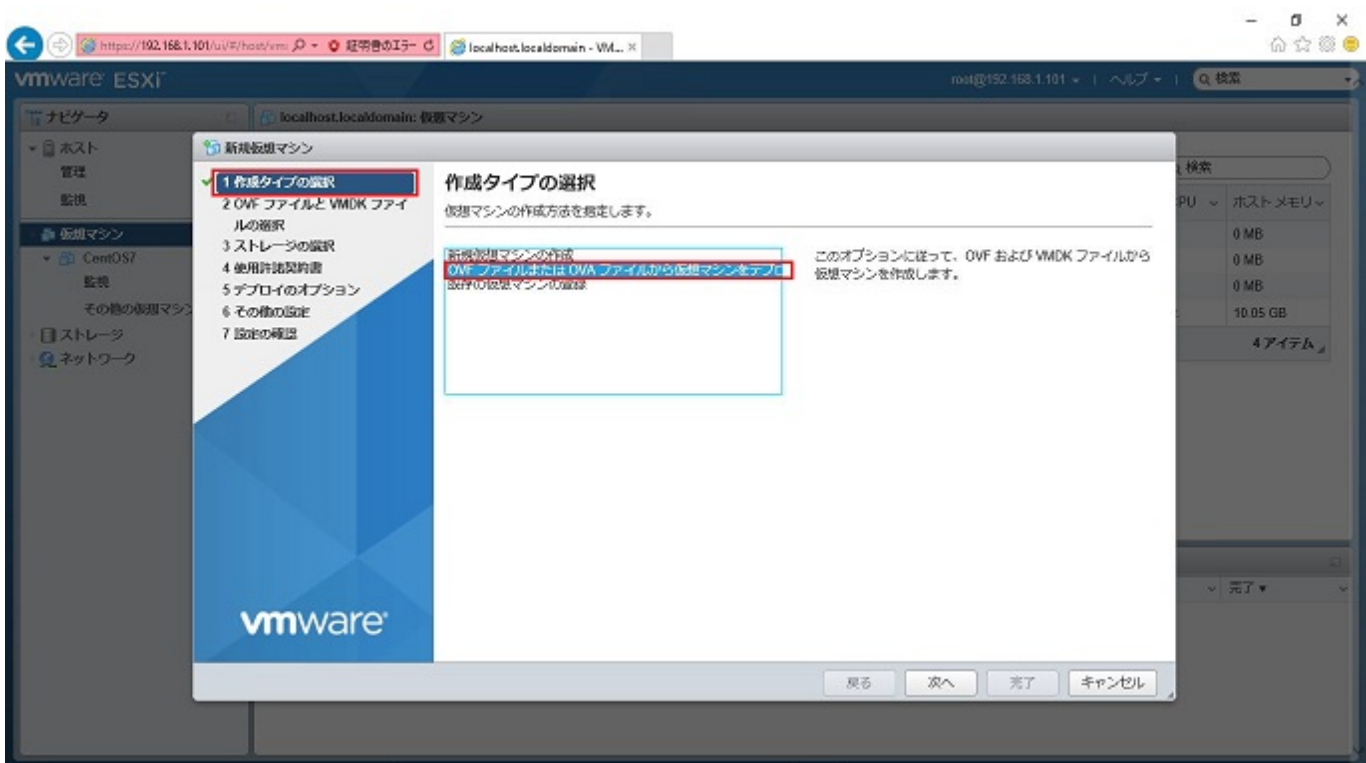 https://192.168.1.101/ui/#/host/vm:
証明書のエラー
localhost.localdomain - VM...
vmware ESXi
root@192.168.1.101
ヘルプ
検索
ナビゲータ
localhost.localdomain: 仮想マシン
ホスト
管理
監視
仮想マシン
CentOS7
監視
その他の仮想マシン
ストレージ
ネットワーク
検索
CPU
ホスト メモリ
0 MB
0 MB
0 MB
10.05 GB
4 アイテム
完了
新規仮想マシン
1 作成タイプの選択
2 OVF ファイルと VMDK ファイ
ルの選択
3 ストレージの選択
4 使用許諾契約書
5 デプロイのオプション
6 その他の設定
7 設定の確認
vmware
作成タイプの選択
仮想マシンの作成方法を指定します。
新規仮想マシンの作成
OVF ファイルまたは OVA ファイルから仮想マシンをデプロ
既存の仮想マシンの登録
このオプションに従って、OVF および VMDK ファイルから
仮想マシンを作成します。
戻る
次へ
完了
キャンセル